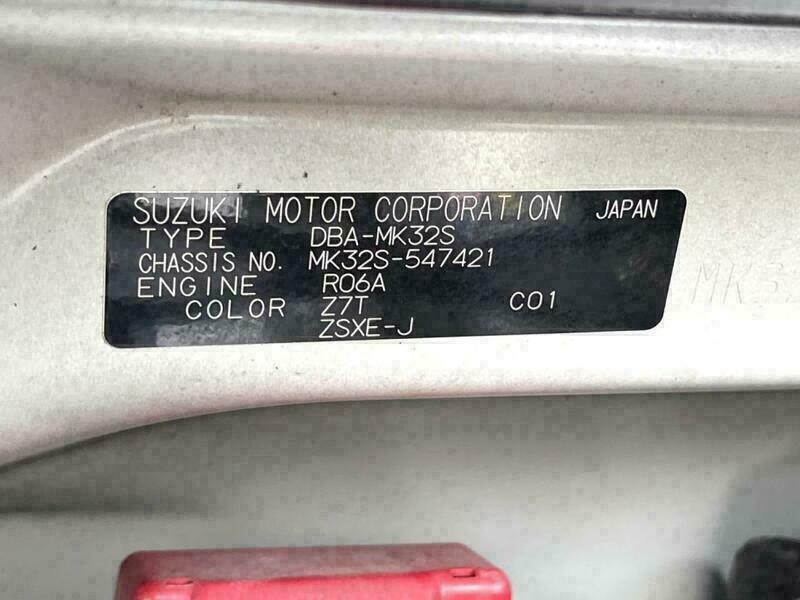 SUZUKI MOTOR CORPORATION JAPAN
TYPE DBA-MK32S
CHASSIS NO. MK32S-547421
ENGINE R06A
COLOR Z7T C01
ZSXE-J